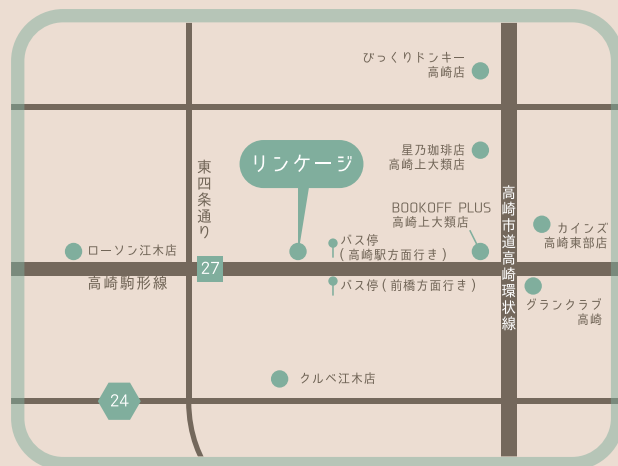 びっくりドンキー
高崎店
星乃珈琲店
高崎上大類店
リンケージ
東四条通り
BOOKOFF PLUS
高崎上大類店
高崎市道高崎環状線
カインズ
高崎東部店
ローソン江木店
バス停
(高崎駅方面行き)
27
高崎駒形線
バス停(前橋方面行き)
グランクラブ
高崎
クルベ江木店
24